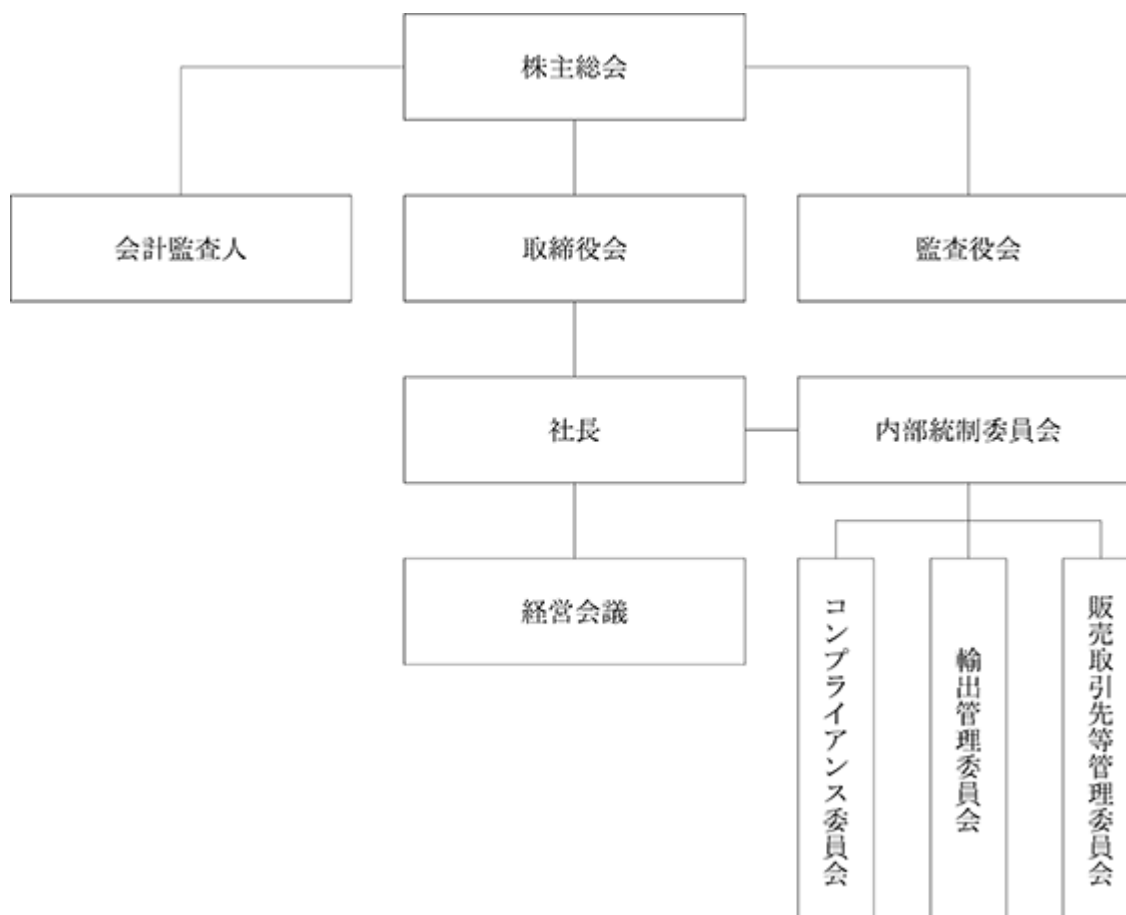 株主総会
会計監査人
取締役会
監査役会
社長
内部統制委員会
経営会議
コンプライアンス委員会
輸出管理委員会
販売取引先等管理委員会